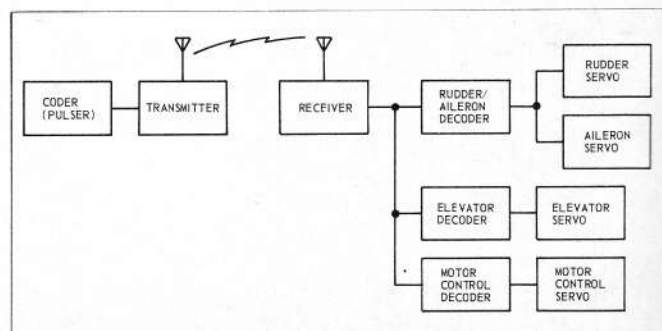 CODER
(PULSER)
TRANSMITTER
RECEIVER
RUDDER/
AILERON
DECODER
RUDDER
SERVO
AILERON
SERVO
ELEVATOR
DECODER
ELEVATOR
SERVO
MOTOR
CONTROL
DECODER
MOTOR
CONTROL
SERVO